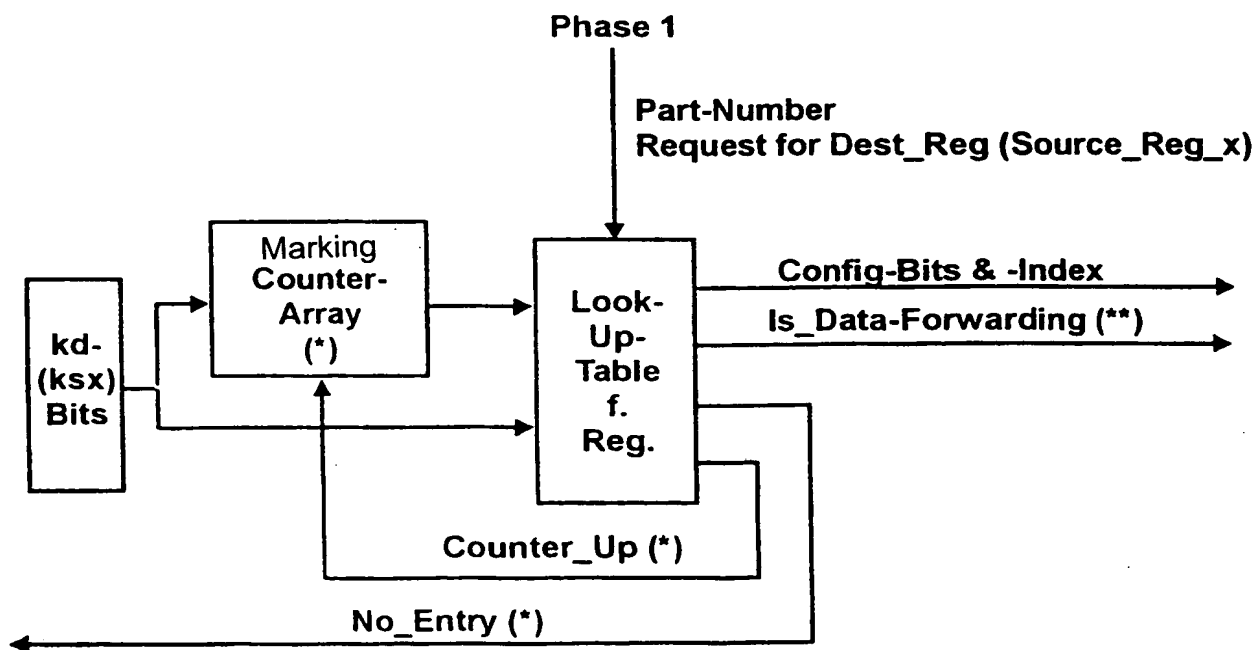 Phase 1
Part-Number
Request for Dest_Reg (Source_Reg_x)
Marking
Counter-
Array
(*)
kd-
(ksx)
Bits
Look-
Up-
Table
f.
Reg.
Config-Bits & -Index
Is_Data-Forwarding (**)
Counter_Up (*)
No_Entry (*)